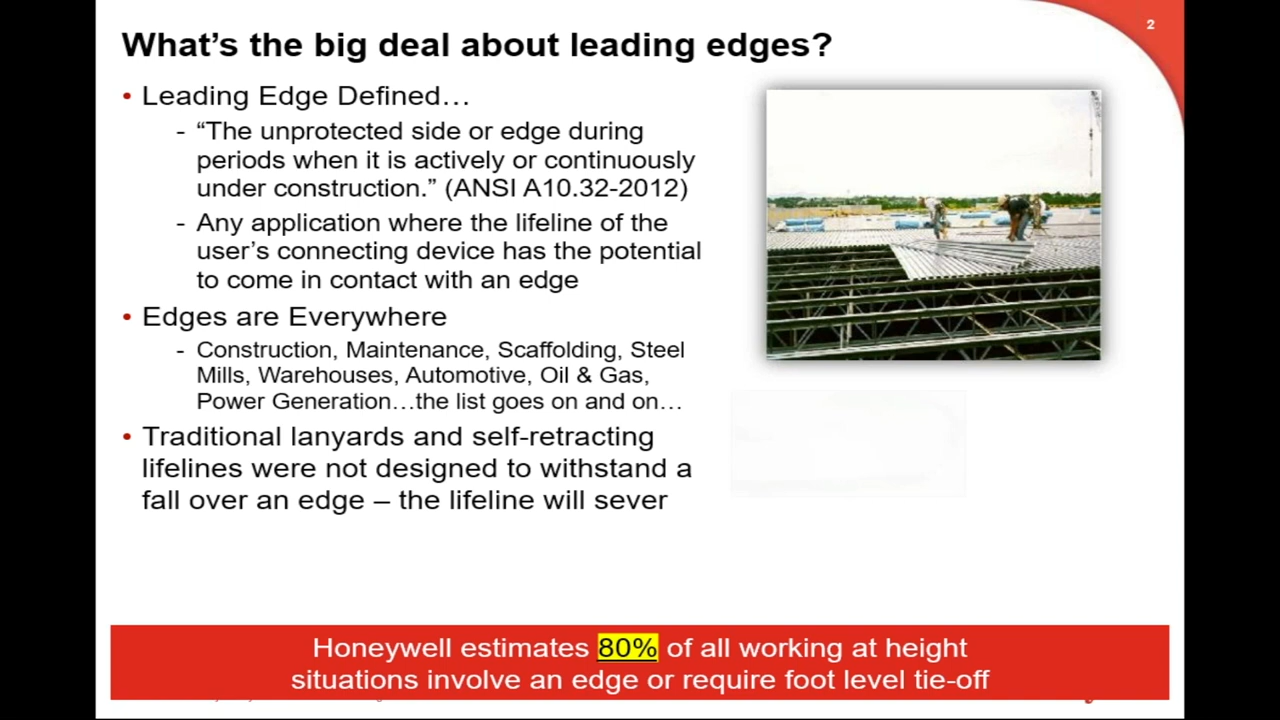 2
What’s the big deal about leading edges?
• Leading Edge Defined…
- “The unprotected side or edge during
periods when it is actively or continuously
under construction.” (ANSI A10.32-2012)
- Any application where the lifeline of the
user’s connecting device has the potential
to come in contact with an edge
• Edges are Everywhere
- Construction, Maintenance, Scaffolding, Steel
Mills, Warehouses, Automotive, Oil & Gas,
Power Generation…the list goes on and on…
• Traditional lanyards and self-retracting
lifelines were not designed to withstand a
fall over an edge – the lifeline will sever
Honeywell estimates 80% of all working at height
situations involve an edge or require foot level tie-off